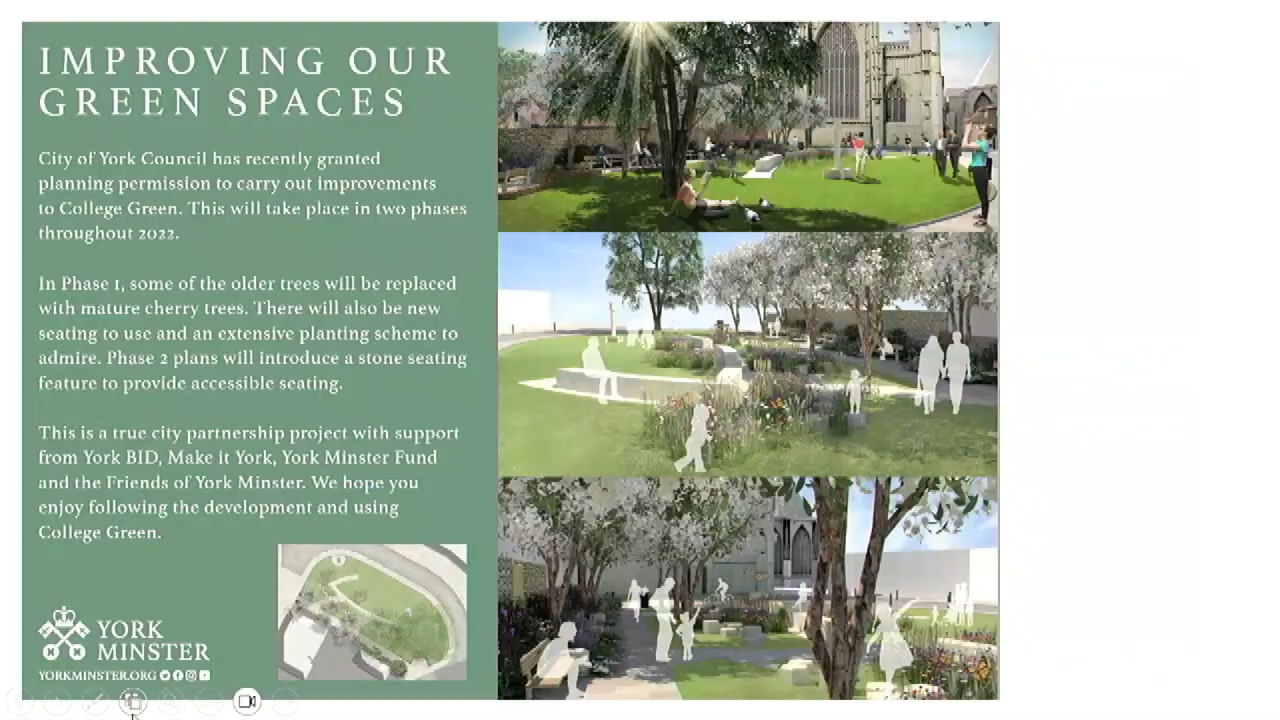 IMPROVING OUR
GREEN SPACES
City of York Council has recently granted
planning permission to carry out improvements
to College Green. This will take place in two phases
throughout 2022.
In Phase 1, some of the older trees will be replaced
with mature cherry trees. There will also be new
seating to use and an extensive planting scheme to
admire. Phase 2 plans will introduce a stone seating
feature to provide accessible seating.
This is a true city partnership project with support
from York BID, Make it York, York Minster Fund
and the Friends of York Minster. We hope you
enjoy following the development and using
College Green.
YORK
MINSTER
YORKMINSTER.ORG